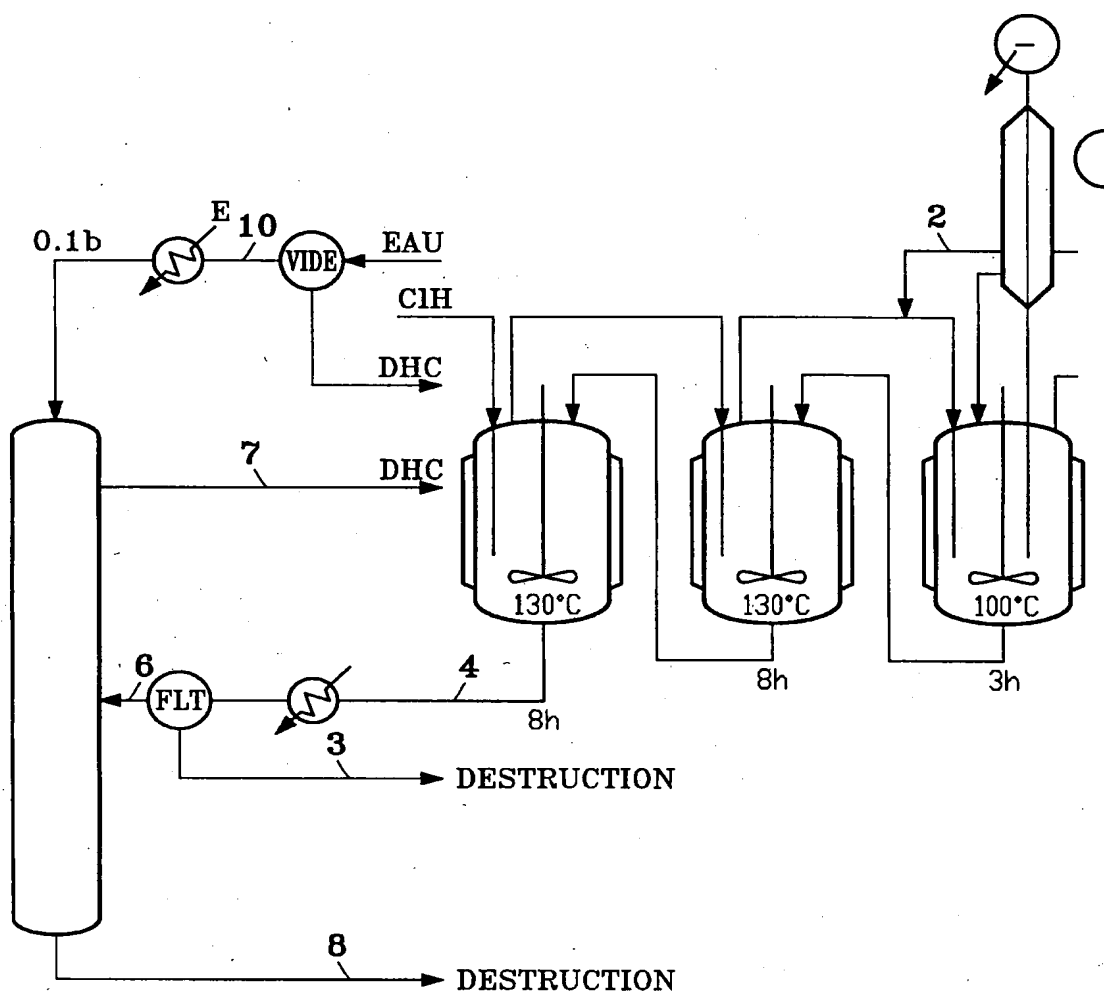 2
E
10
0.1b
VIDE
EAU
C1H
DHC
7
DHC
130°C
130°C
100°C
6
FLT
4
8h
8h
3h
3
DESTRUCTION
8
DESTRUCTION